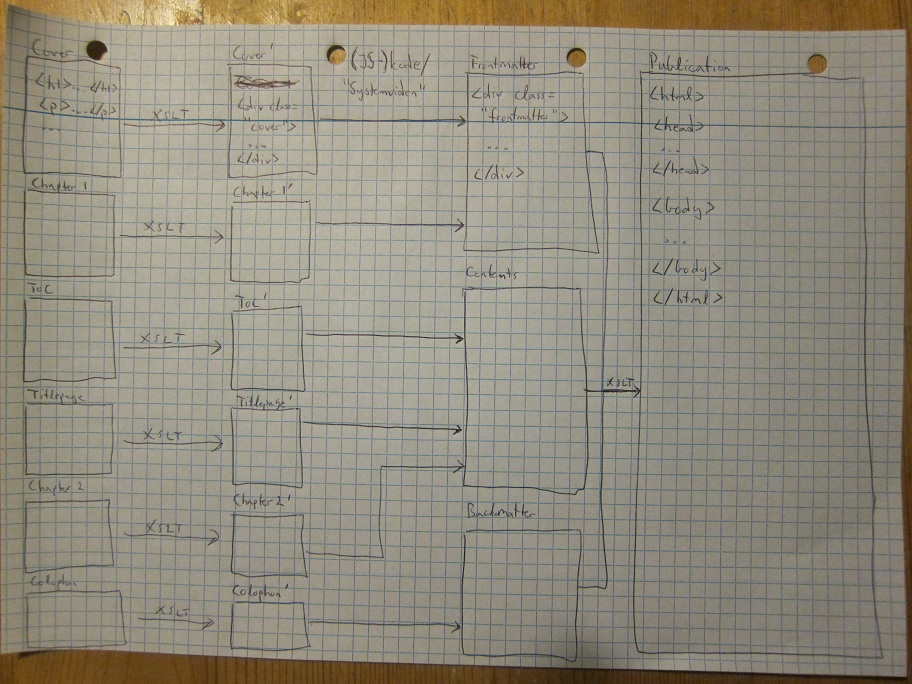 Cover
<h1>...</h1>
<p>...</p>
...
XSLT
Cover'
<div class=
"cover">
...
</div>
(JS-)kode/
"Systemviden"
Frontmatter
<div class=
"frontmatter">
...
</div>
Publication
<html>
<head>
...
</head>
<body>
...
</body>
</html>
Chapter 1
XSLT
Chapter 1'
ToC
XSLT
ToC'
Contents
Titlepage
XSLT
Titlepage'
XSLT
Chapter 2
XSLT
Chapter 2'
Backmatter
Colophon
XSLT
Colophon'